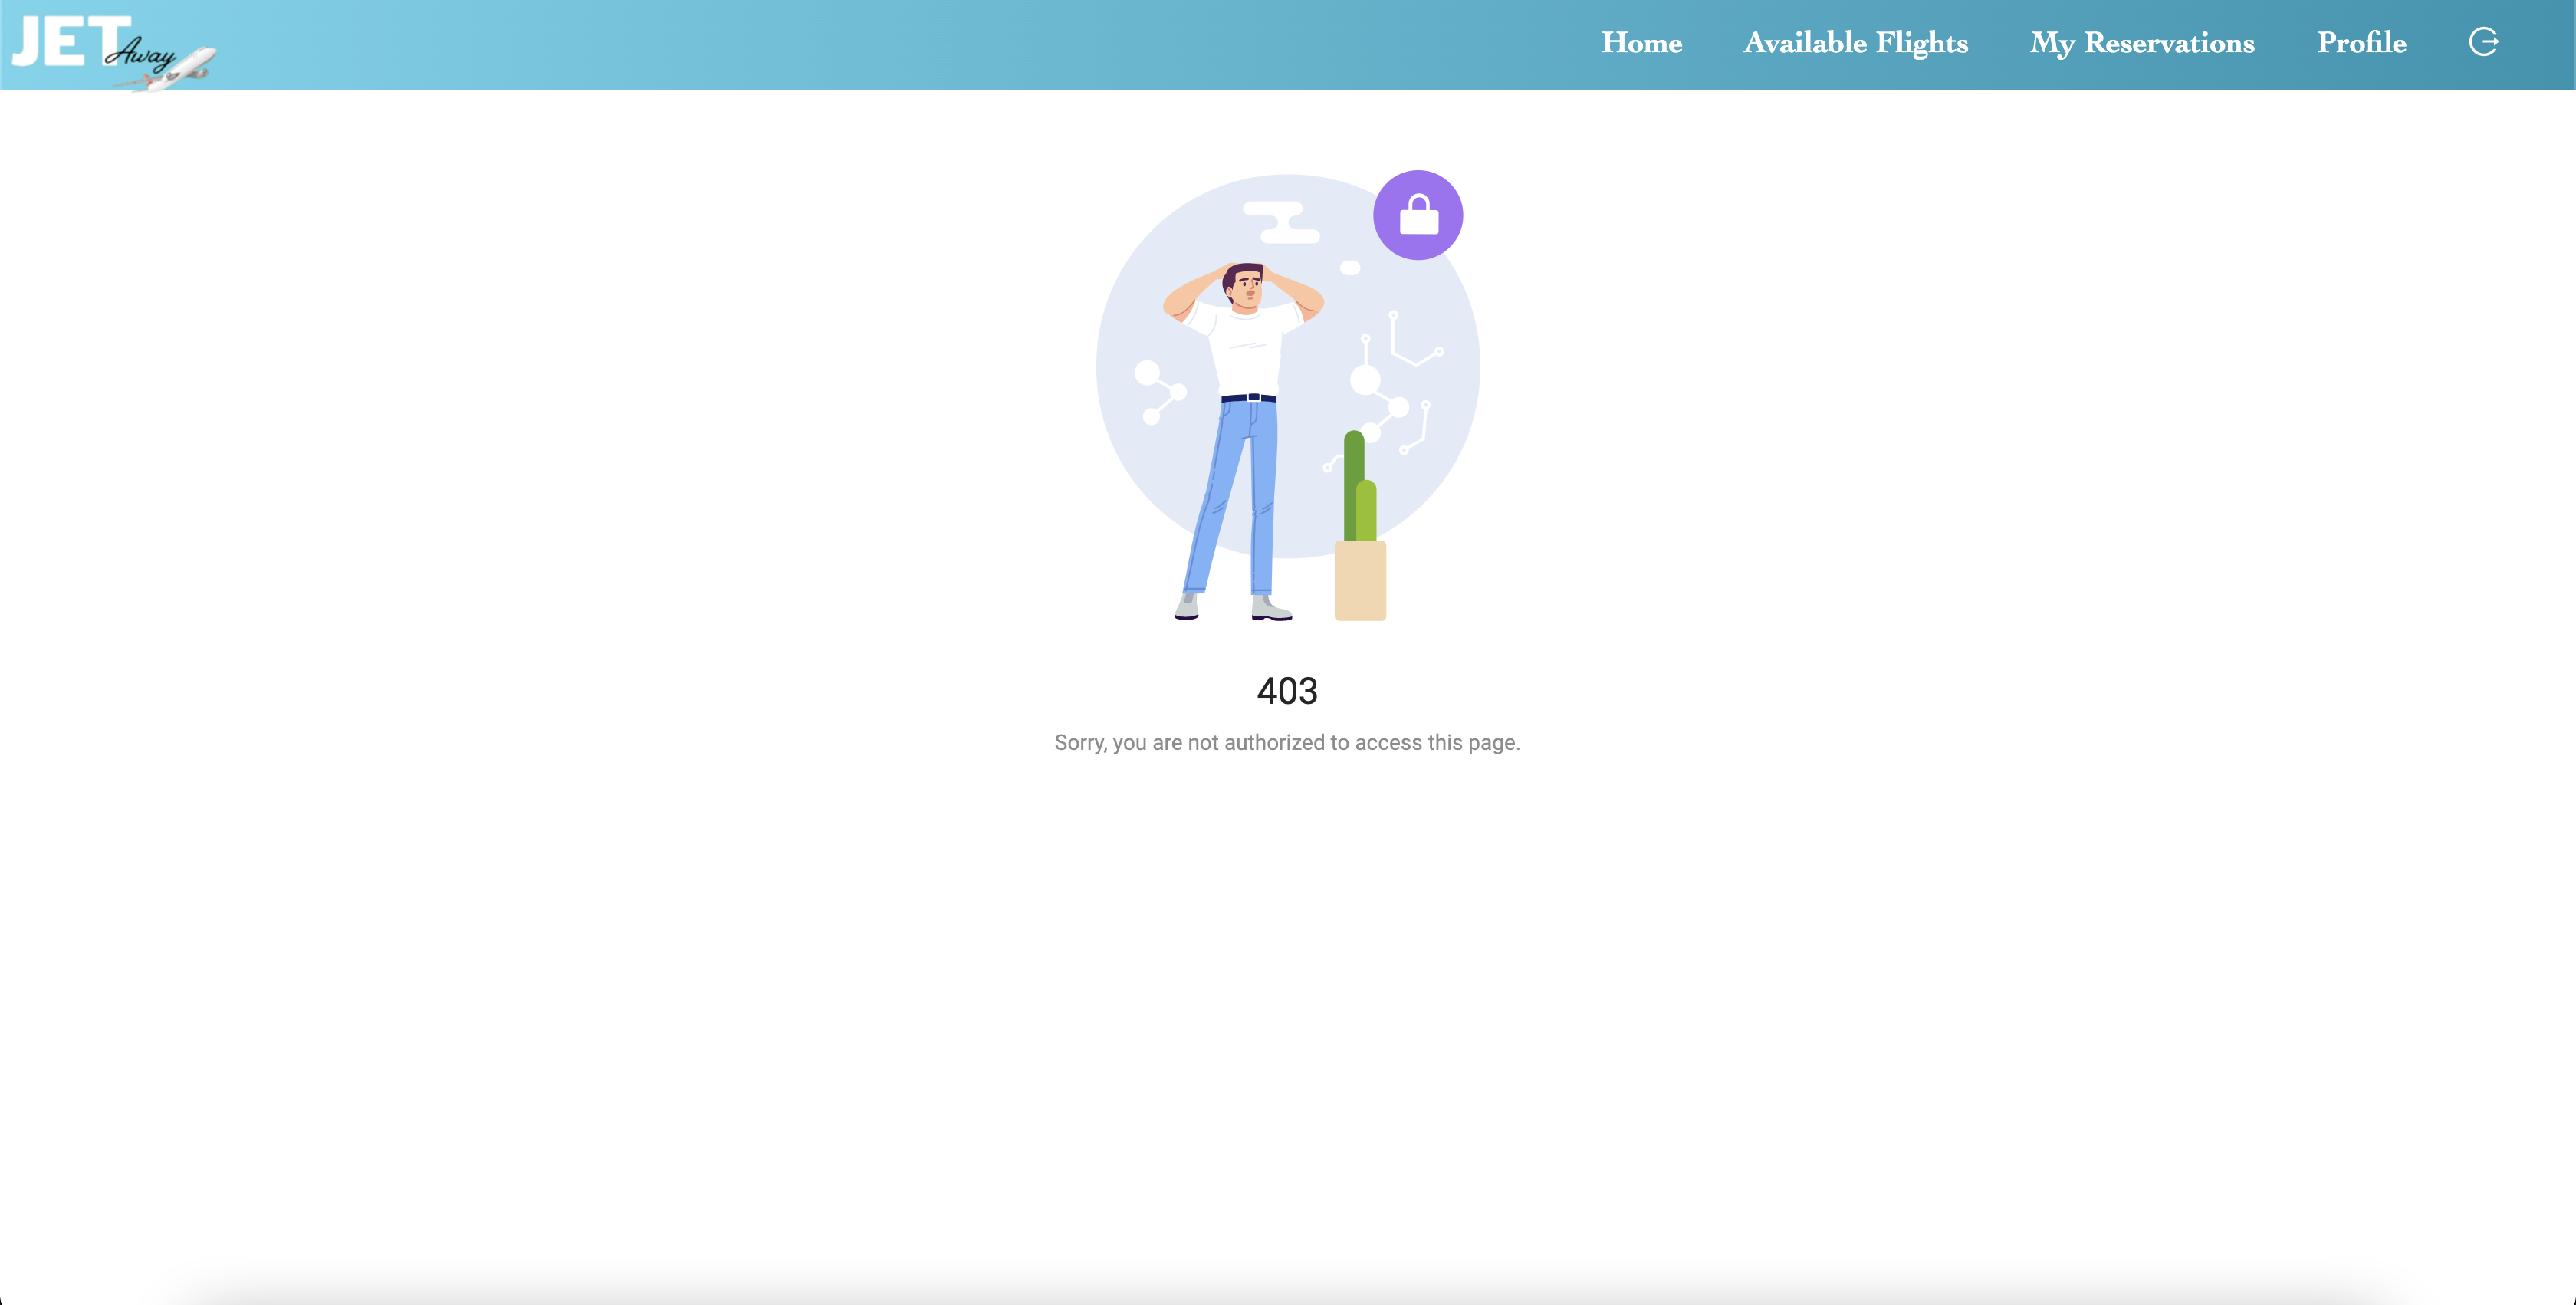 JET
Away
Home Available Flights My Reservations Profile
403
Sorry, you are not authorized to access this page.